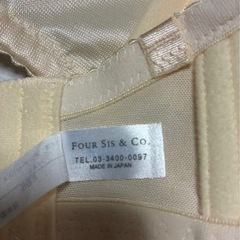 FOUR SIS & CO.
TEL.03-3400-0097
MADE IN JAPAN